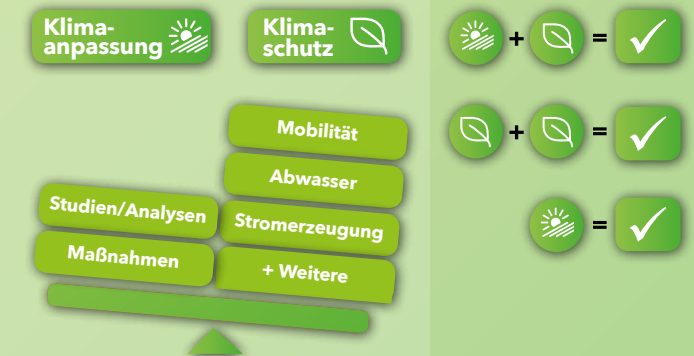 Klima-
anpassung
Klima-
schutz
Mobilität
Abwasser
Studien/Analysen
Stromerzeugung
Maßnahmen
+ Weitere
+ =
+ =
=